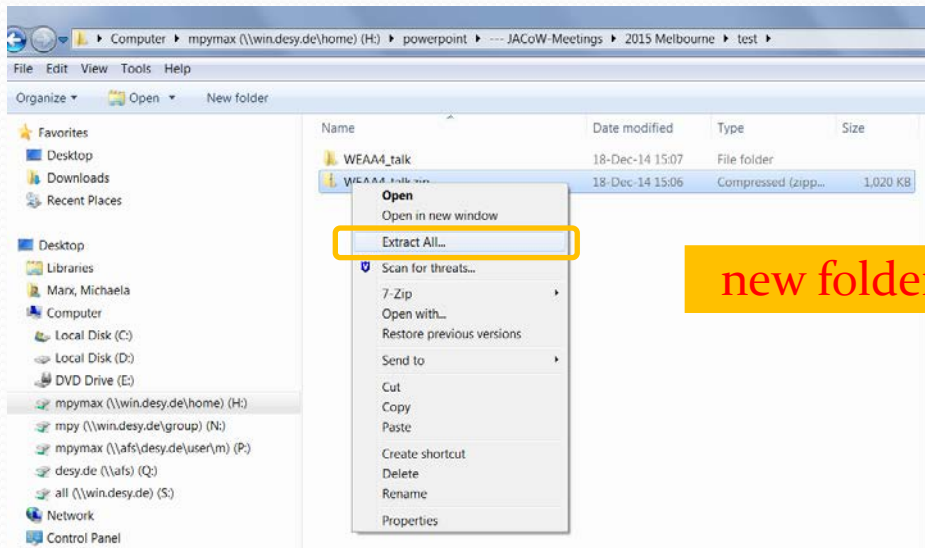 Computer ▸ mpymax (\\win.desy.de\home) (H:) ▸ powerpoint ▸ --- JACoW-Meetings ▸ 2015 Melbourne ▸ test ▸
File Edit View Tools Help
Organize Open New folder
Name Date modified Type Size
Favorites
Desktop
Downloads
Recent Places
Desktop
Libraries
Marx, Michaela
Computer
Local Disk (C:)
Local Disk (D:)
DVD Drive (E:)
mpymax (\\win.desy.de\home) (H:)
mpy (\\win.desy.de\group) (N:)
mpymax (\\afs\desy.de\user\m) (P:)
desy.de (\\afs) (Q:)
all (\\win.desy.de) (S:)
Network
Control Panel
WEAA4_talk 18-Dec-14 15:07 File folder
WEAA4_talk.zip 18-Dec-14 15:06 Compressed (zipp... 1,020 KB
Open
Open in new window
Extract All...
Scan for threats...
7-Zip
Open with...
Restore previous versions
Send to
Cut
Copy
Paste
Create shortcut
Delete
Rename
Properties
new folder